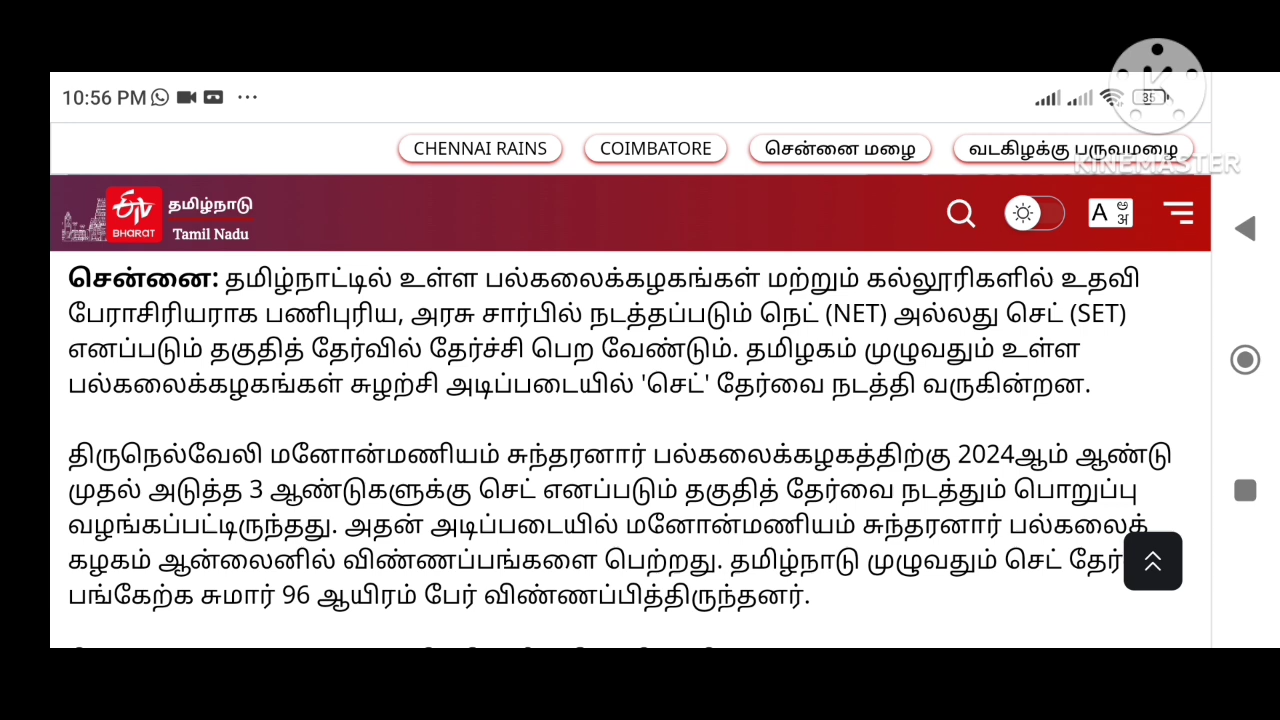 10:56 PM ... 35
KINEMASTER
CHENNAI RAINS COIMBATORE சென்னை மழை வடகிழக்கு பருவமழை
ETV BHARAT தமிழ்நாடு
Tamil Nadu
A ಅ अ
சென்னை: தமிழ்நாட்டில் உள்ள பல்கலைக்கழகங்கள் மற்றும் கல்லூரிகளில் உதவி
பேராசிரியராக பணிபுரிய, அரசு சார்பில் நடத்தப்படும் நெட் (NET) அல்லது செட் (SET)
எனப்படும் தகுதித் தேர்வில் தேர்ச்சி பெற வேண்டும். தமிழகம் முழுவதும் உள்ள
பல்கலைக்கழகங்கள் சுழற்சி அடிப்படையில் 'செட்' தேர்வை நடத்தி வருகின்றன.
திருநெல்வேலி மனோன்மணியம் சுந்தரனார் பல்கலைக்கழகத்திற்கு 2024ஆம் ஆண்டு
முதல் அடுத்த 3 ஆண்டுகளுக்கு செட் எனப்படும் தகுதித் தேர்வை நடத்தும் பொறுப்பு
வழங்கப்பட்டிருந்தது. அதன் அடிப்படையில் மனோன்மணியம் சுந்தரனார் பல்கலைக்
கழகம் ஆன்லைனில் விண்ணப்பங்களை பெற்றது. தமிழ்நாடு முழுவதும் செட்
பங்கேற்க சுமார் 96 ஆயிரம் பேர் விண்ணப்பித்திருந்தனர்.